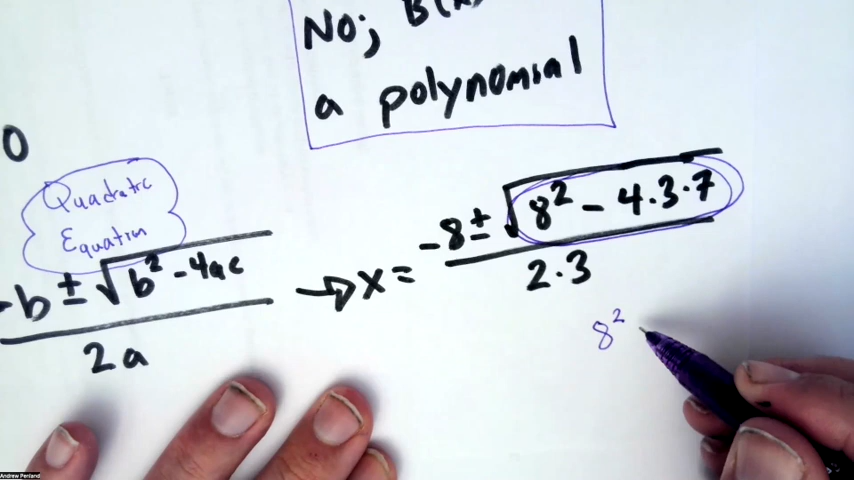 No; B(x)
a polynomial
0
Quadratic
Equation
-b ± √b² - 4ac
2a
→ x =
-8 ± √8² - 4·3·7
2·3
8²
Andrew Penland